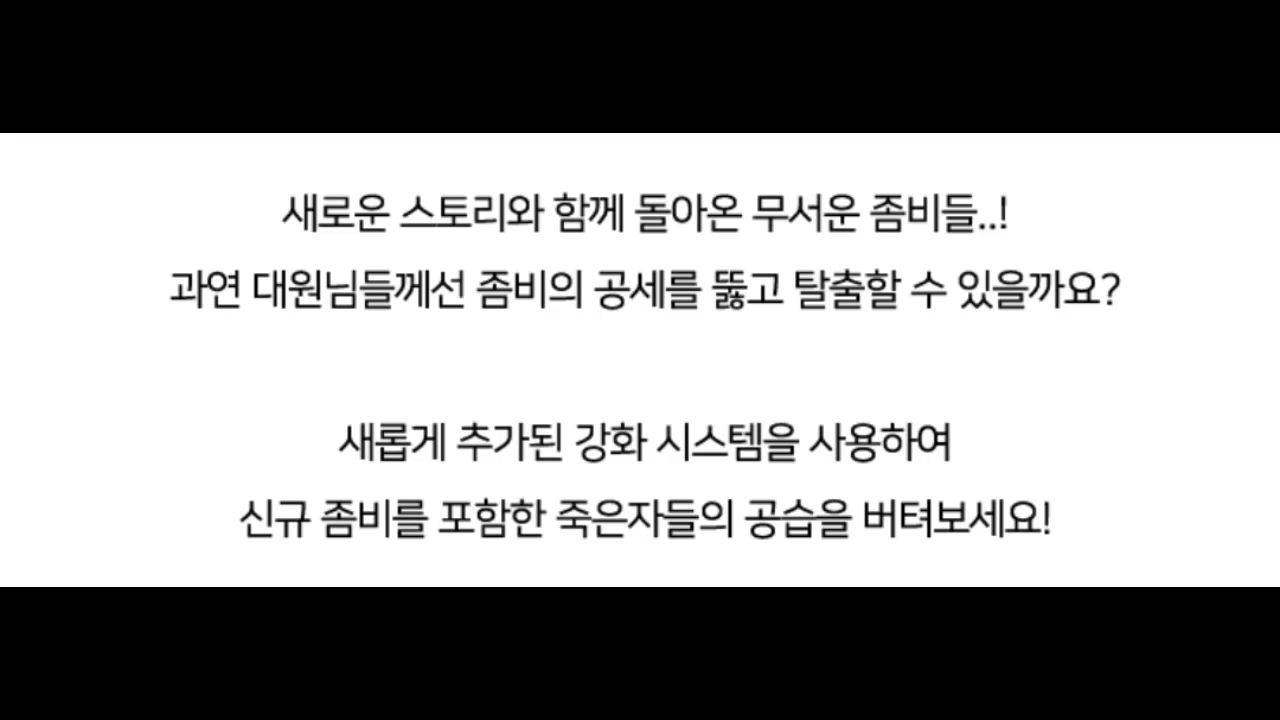 새로운 스토리와 함께 돌아온 무서운 좀비들..!
과연 대원님들께선 좀비의 공세를 뚫고 탈출할 수 있을까요?
새롭게 추가된 강화 시스템을 사용하여
신규 좀비를 포함한 죽은자들의 공습을 버텨보세요!